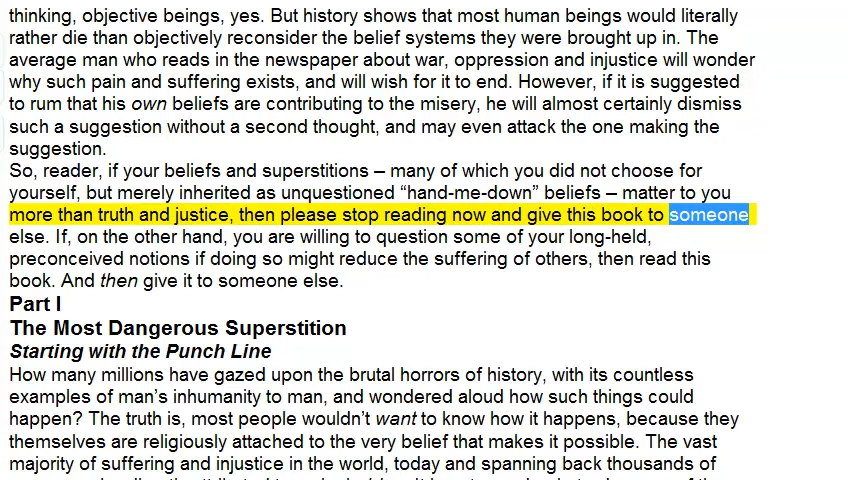 thinking, objective beings, yes. But history shows that most human beings would literally
rather die than objectively reconsider the belief systems they were brought up in. The
average man who reads in the newspaper about war, oppression and injustice will wonder
why such pain and suffering exists, and will wish for it to end. However, if it is suggested
to rum that his own beliefs are contributing to the misery, he will almost certainly dismiss
such a suggestion without a second thought, and may even attack the one making the
suggestion.
So, reader, if your beliefs and superstitions – many of which you did not choose for
yourself, but merely inherited as unquestioned “hand-me-down” beliefs – matter to you
more than truth and justice, then please stop reading now and give this book to someone
else. If, on the other hand, you are willing to question some of your long-held,
preconceived notions if doing so might reduce the suffering of others, then read this
book. And then give it to someone else.
Part I
The Most Dangerous Superstition
Starting with the Punch Line
How many millions have gazed upon the brutal horrors of history, with its countless
examples of man’s inhumanity to man, and wondered aloud how such things could
happen? The truth is, most people wouldn’t want to know how it happens, because they
themselves are religiously attached to the very belief that makes it possible. The vast
majority of suffering and injustice in the world, today and spanning back thousands of